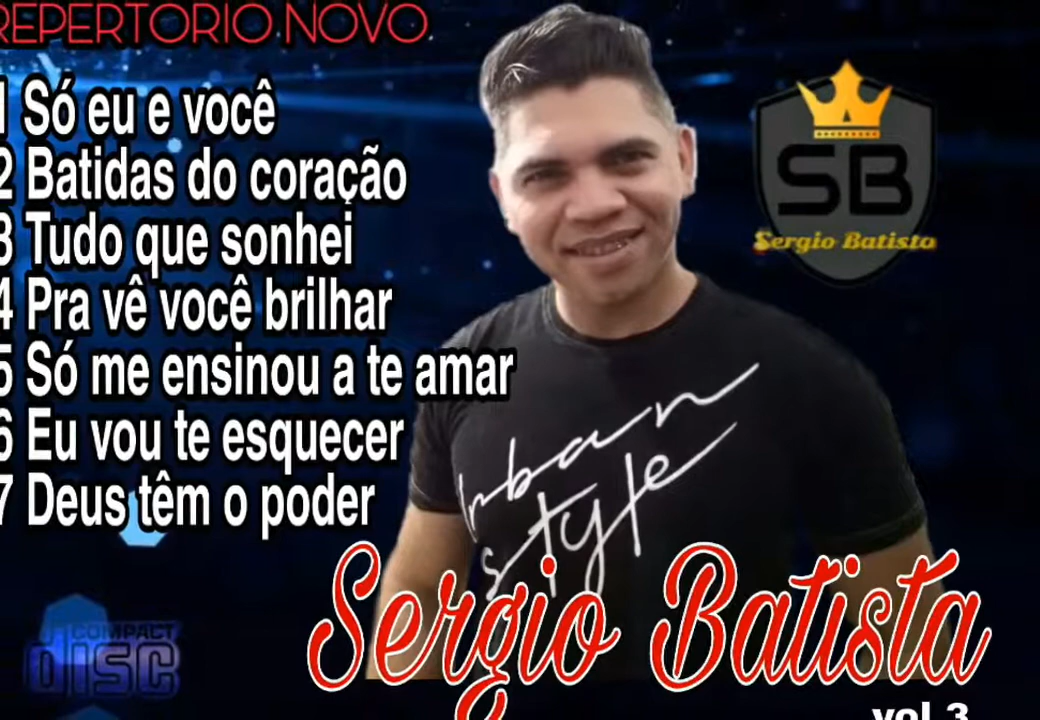 REPERTORIO NOVO
1 Só eu e você
2 Batidas do coração
3 Tudo que sonhei
4 Pra vê você brilhar
5 Só me ensinou a te amar
6 Eu vou te esquecer
7 Deus têm o poder
SB
Sergio Batista
urban
style
Sergio Batista
vol.3
COMPACT
DISC